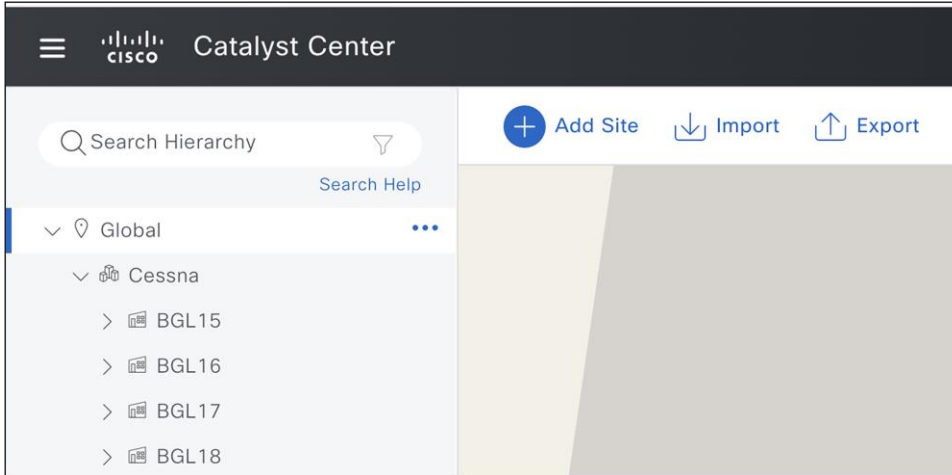 CISCO Catalyst Center
Search Hierarchy
Search Help
Add Site Import Export
Global
Cessna
BGL15
BGL16
BGL17
BGL18